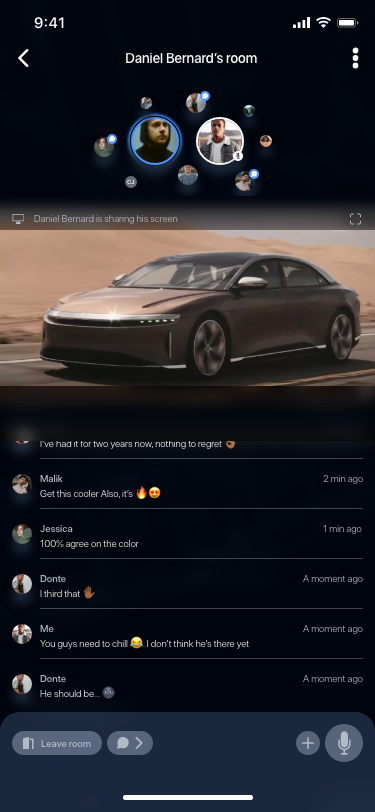 9:41
Daniel Bernard's room
CJ
Daniel Bernard is sharing his screen
I've had it for two years now, nothing to regret 👌🏾
Malik
2 min ago
Get this cooler Also, it's 🔥😍
Jessica
1 min ago
100% agree on the color
Donte
A moment ago
I third that 🖐🏾
Me
A moment ago
You guys need to chill 😂 I don't think he's there yet
Donte
A moment ago
He should be... 🌚
Leave room